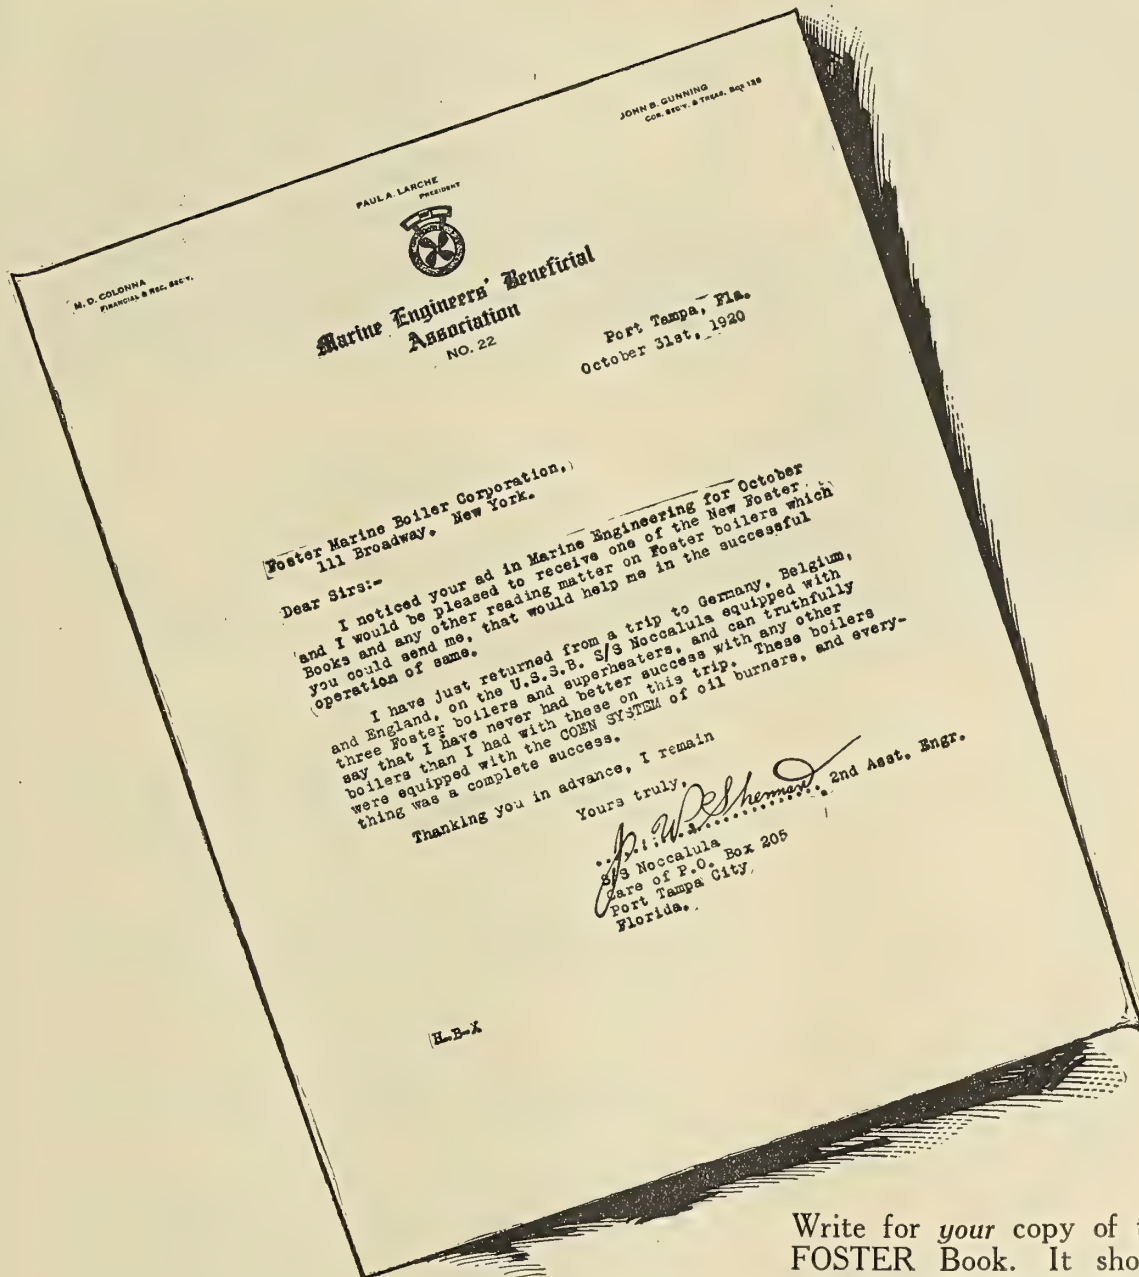 JOHN B. GUNNING
COR. SEC'Y. & TREAS. BOX 138
PAUL A. LARCHE
PRESIDENT
M. D. COLONNA
FINANCIAL & REC. SEC'Y.
Marine Engineers' Beneficial
Association
NO. 22
Port Tampa, Fla.
October 31st, 1920
Foster Marine Boiler Corporation,
111 Broadway, New York.
Dear Sirs:-
I noticed your ad in Marine Engineering for October
and I would be pleased to receive one of the New Foster
Books and any other reading matter on Foster boilers which
you could send me, that would help me in the successful
operation of same.
I have just returned from a trip to Germany, Belgium,
and England, on the U.S.S.B. S/S Noccalula equipped with
three Foster boilers and superheaters, and can truthfully
say that I have never had better success with any other
boilers than I had with these on this trip. These boilers
were equipped with the COEN SYSTEM of oil burners, and every-
thing was a complete success.
Thanking you in advance, I remain
Yours truly,
W. Sherman 2nd Asst. Engr.
S/S Noccalula
Care of P.O. Box 205
Port Tampa City,
Florida.
H-B-X
Write for your copy of
FOSTER Book. It